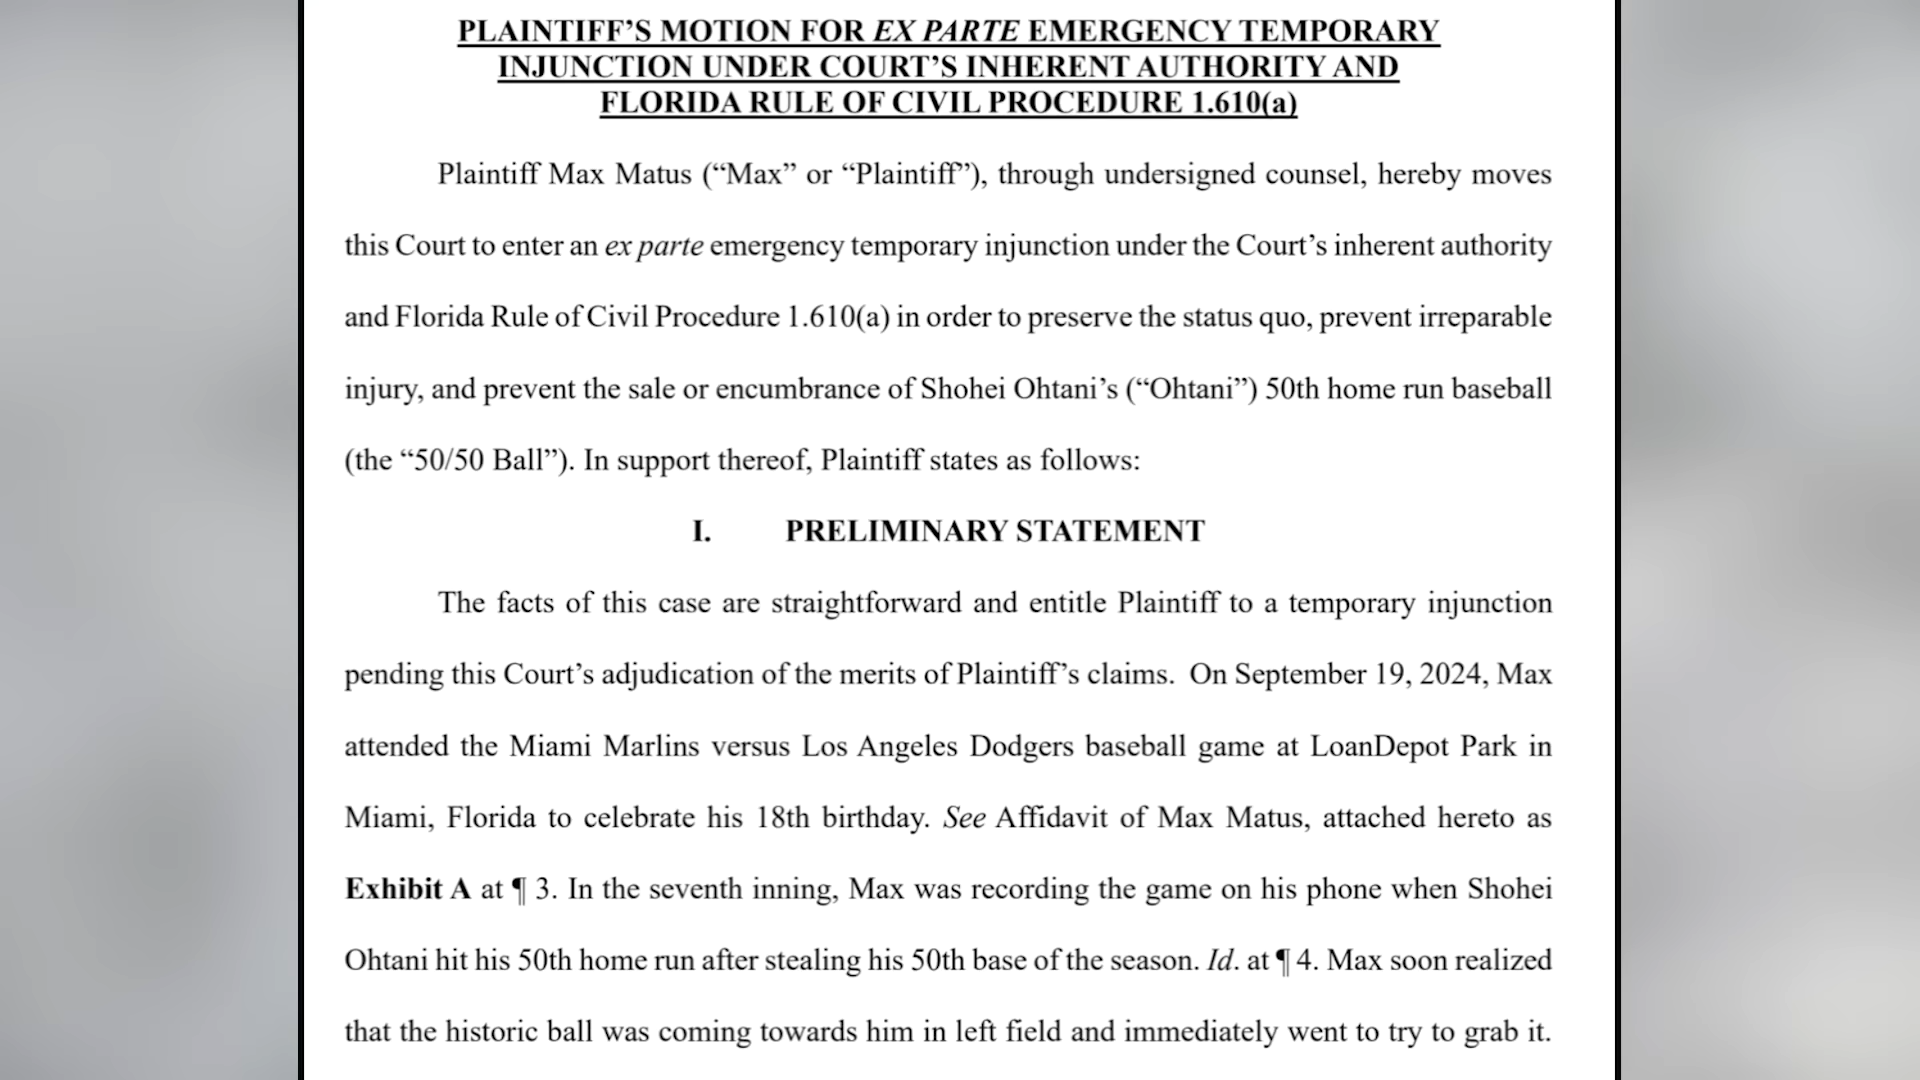 PLAINTIFF’S MOTION FOR EX PARTE EMERGENCY TEMPORARY
INJUNCTION UNDER COURT’S INHERENT AUTHORITY AND
FLORIDA RULE OF CIVIL PROCEDURE 1.610(a)
Plaintiff Max Matus (“Max” or “Plaintiff”), through undersigned counsel, hereby moves
this Court to enter an ex parte emergency temporary injunction under the Court’s inherent authority
and Florida Rule of Civil Procedure 1.610(a) in order to preserve the status quo, prevent irreparable
injury, and prevent the sale or encumbrance of Shohei Ohtani’s (“Ohtani”) 50th home run baseball
(the “50/50 Ball”). In support thereof, Plaintiff states as follows:
I. PRELIMINARY STATEMENT
The facts of this case are straightforward and entitle Plaintiff to a temporary injunction
pending this Court’s adjudication of the merits of Plaintiff’s claims. On September 19, 2024, Max
attended the Miami Marlins versus Los Angeles Dodgers baseball game at LoanDepot Park in
Miami, Florida to celebrate his 18th birthday. See Affidavit of Max Matus, attached hereto as
Exhibit A at ¶ 3. In the seventh inning, Max was recording the game on his phone when Shohei
Ohtani hit his 50th home run after stealing his 50th base of the season. Id. at ¶ 4. Max soon realized
that the historic ball was coming towards him in left field and immediately went to try to grab it.